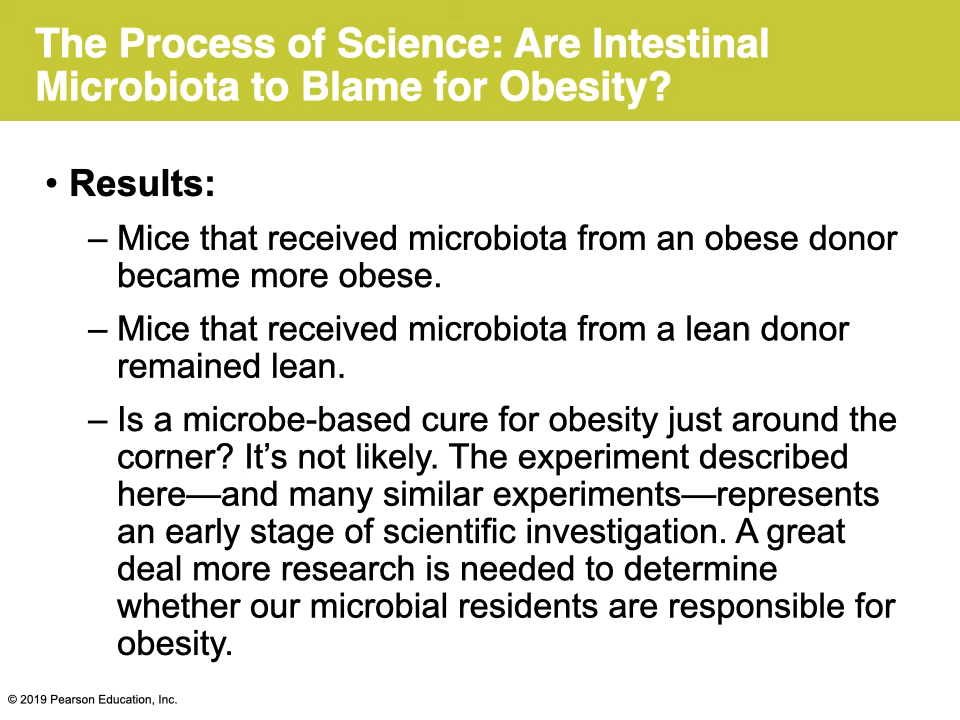 The Process of Science: Are Intestinal
Microbiota to Blame for Obesity?
• Results:
– Mice that received microbiota from an obese donor
became more obese.
– Mice that received microbiota from a lean donor
remained lean.
– Is a microbe-based cure for obesity just around the
corner? It’s not likely. The experiment described
here—and many similar experiments—represents
an early stage of scientific investigation. A great
deal more research is needed to determine
whether our microbial residents are responsible for
obesity.
© 2019 Pearson Education, Inc.